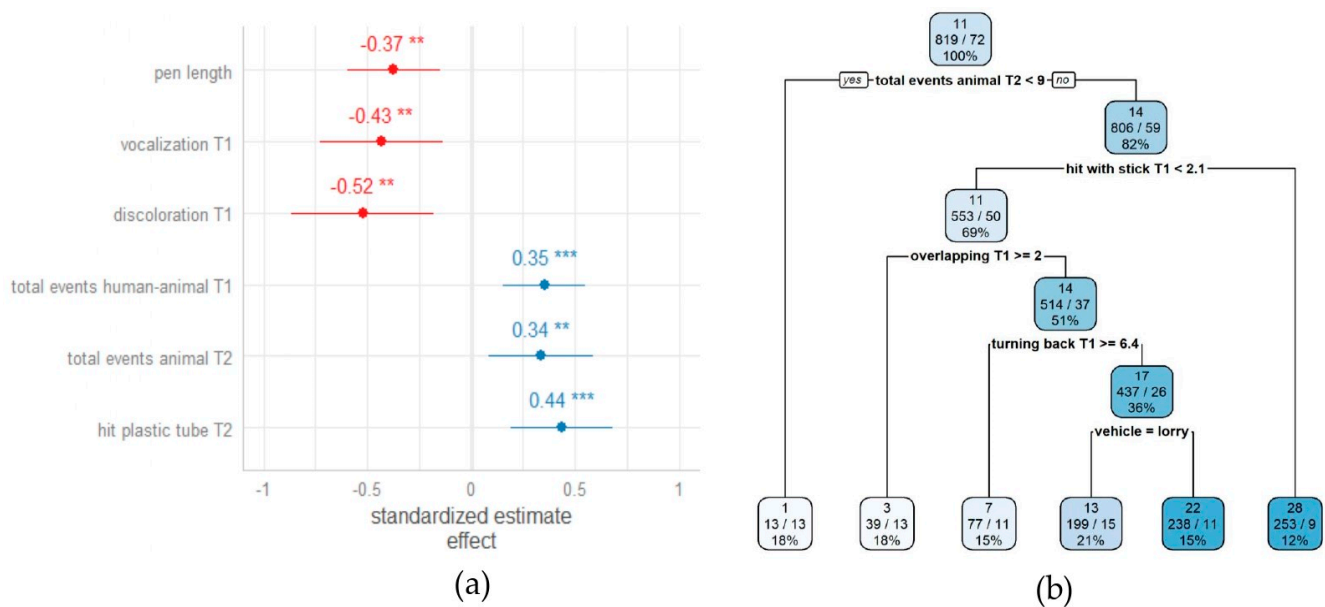 -0.37 **
pen length
-0.43 **
vocalization T1
-0.52 **
discoloration T1
0.35 ***
total events human-animal T1
0.34 **
total events animal T2
0.44 ***
hit plastic tube T2
-1
-0.5
0
0.5
1
standardized estimate
effect
(a)
11
819 / 72
100%
yes total events animal T2 < 9 no
14
806 / 59
82%
hit with stick T1 < 2.1
11
553 / 50
69%
overlapping T1 >= 2
14
514 / 37
51%
turning back T1 >= 6.4
17
437 / 26
36%
vehicle = lorry
1
13 / 13
18%
3
39 / 13
18%
7
77 / 11
15%
13
199 / 15
21%
22
238 / 11
15%
28
253 / 9
12%
(b)